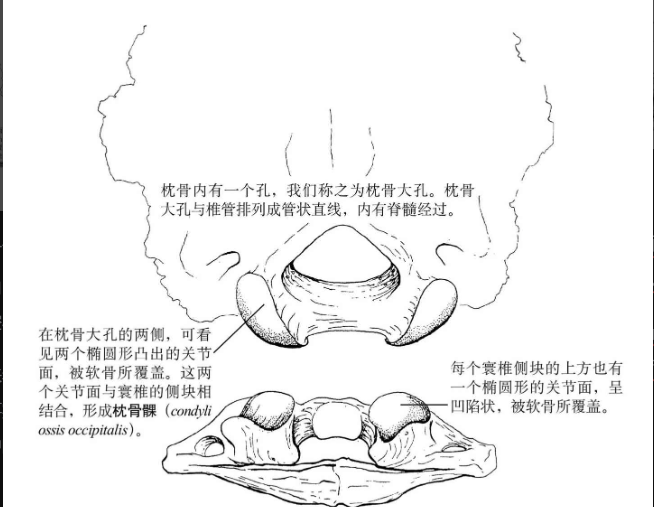 枕骨内有一个孔，我们称之为枕骨大孔。枕骨
大孔与椎管排列成管状直线，内有脊髓经过。
在枕骨大孔的两侧，可看
见两个椭圆形凸出的关节
面，被软骨所覆盖。这两
个关节面与寰椎的侧块相
结合，形成枕骨髁（condyli
ossis occipitalis）。
每个寰椎侧块的上方也有
一个椭圆形的关节面，呈
凹陷状，被软骨所覆盖。